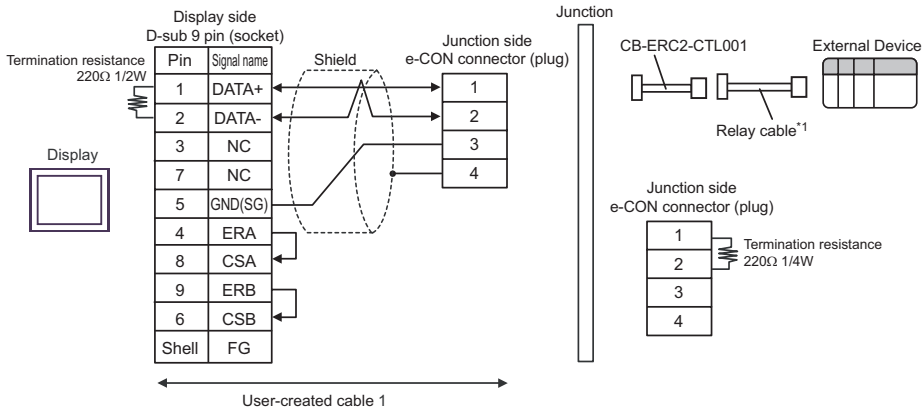 Display side
D-sub 9 pin (socket)
Termination resistance
220Ω 1/2W
Pin Signal name
1 DATA+
2 DATA-
3 NC
7 NC
5 GND(SG)
4 ERA
8 CSA
9 ERB
6 CSB
Shell FG
Display
Shield
Junction side
e-CON connector (plug)
1
2
3
4
User-created cable 1
Junction
CB-ERC2-CTL001
External Device
Relay cable*1
Junction side
e-CON connector (plug)
1
2
3
4
Termination resistance
220Ω 1/4W